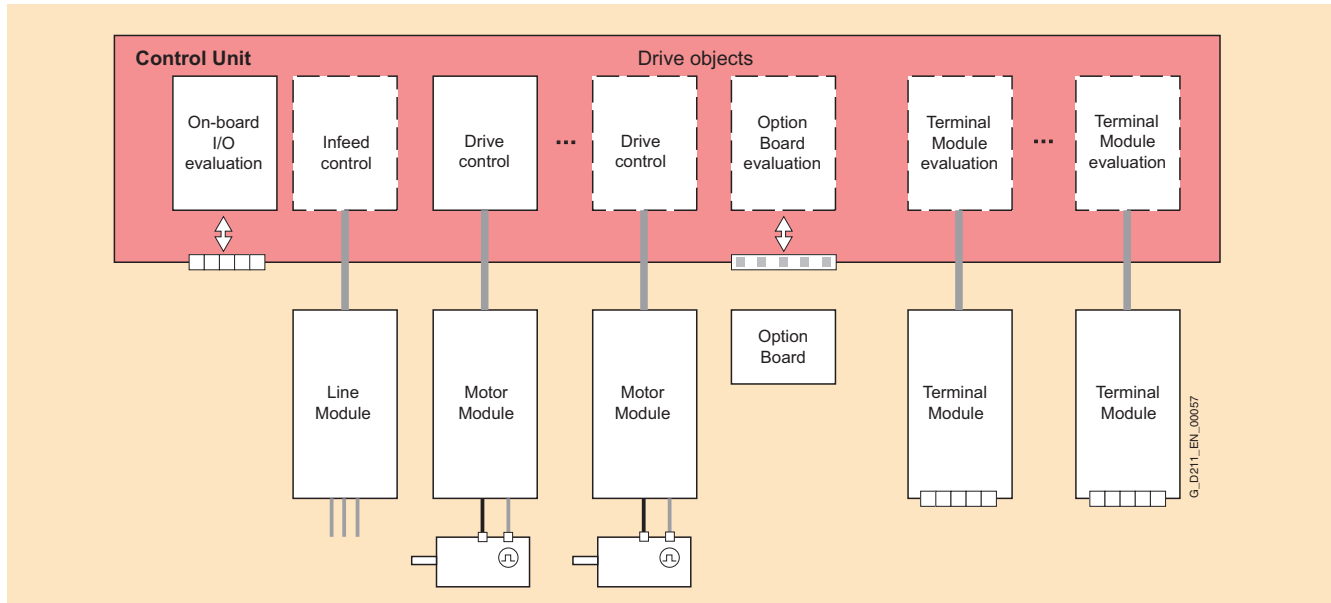 Control Unit
Drive objects
On-board
I/O
evaluation
Infeed
control
Drive
control
...
Drive
control
Option
Board
evaluation
Terminal
Module
evaluation
...
Terminal
Module
evaluation
Line
Module
Motor
Module
Motor
Module
Option
Board
Terminal
Module
Terminal
Module
G_D211_EN_00057